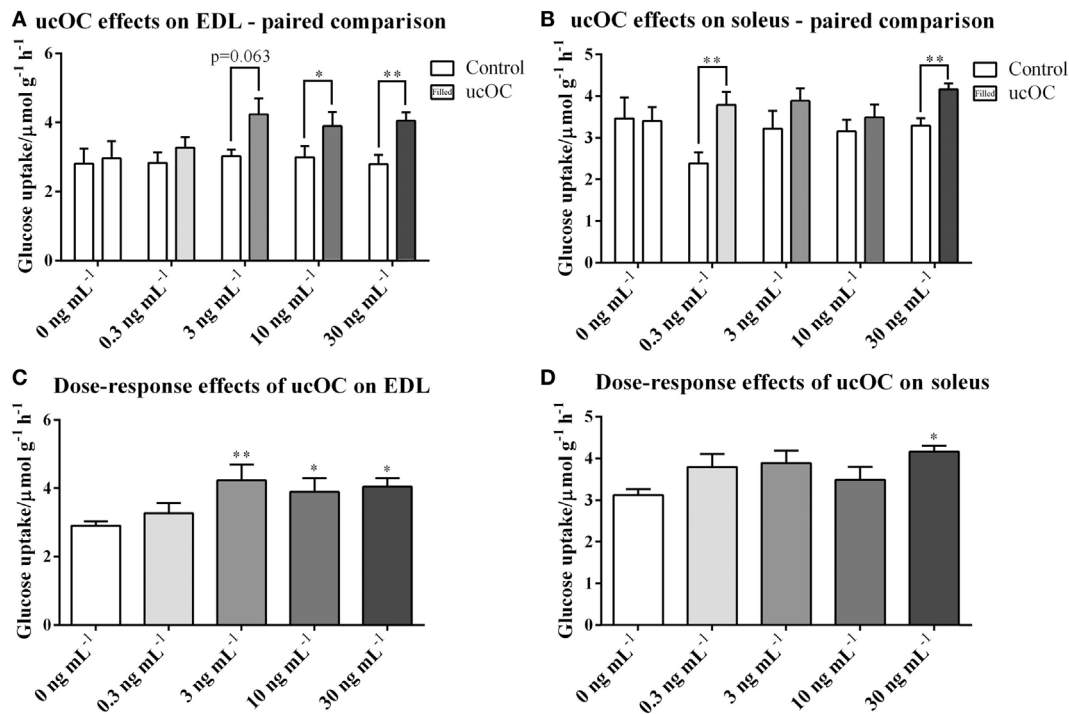 A ucOC effects on EDL - paired comparison
Glucose uptake/μmol g⁻¹ h⁻¹
6
4
2
0
p=0.063
*
**
Control
Filled ucOC
0 ng mL⁻¹
0.3 ng mL⁻¹
3 ng mL⁻¹
10 ng mL⁻¹
30 ng mL⁻¹
B ucOC effects on soleus - paired comparison
Glucose uptake/μmol g⁻¹ h⁻¹
5
4
3
2
1
0
**
**
Control
Filled ucOC
0 ng mL⁻¹
0.3 ng mL⁻¹
3 ng mL⁻¹
10 ng mL⁻¹
30 ng mL⁻¹
C Dose-response effects of ucOC on EDL
Glucose uptake/μmol g⁻¹ h⁻¹
6
4
2
0
**
*
*
0 ng mL⁻¹
0.3 ng mL⁻¹
3 ng mL⁻¹
10 ng mL⁻¹
30 ng mL⁻¹
D Dose-response effects of ucOC on soleus
Glucose uptake/μmol g⁻¹ h⁻¹
5
4
3
2
1
0
*
0 ng mL⁻¹
0.3 ng mL⁻¹
3 ng mL⁻¹
10 ng mL⁻¹
30 ng mL⁻¹